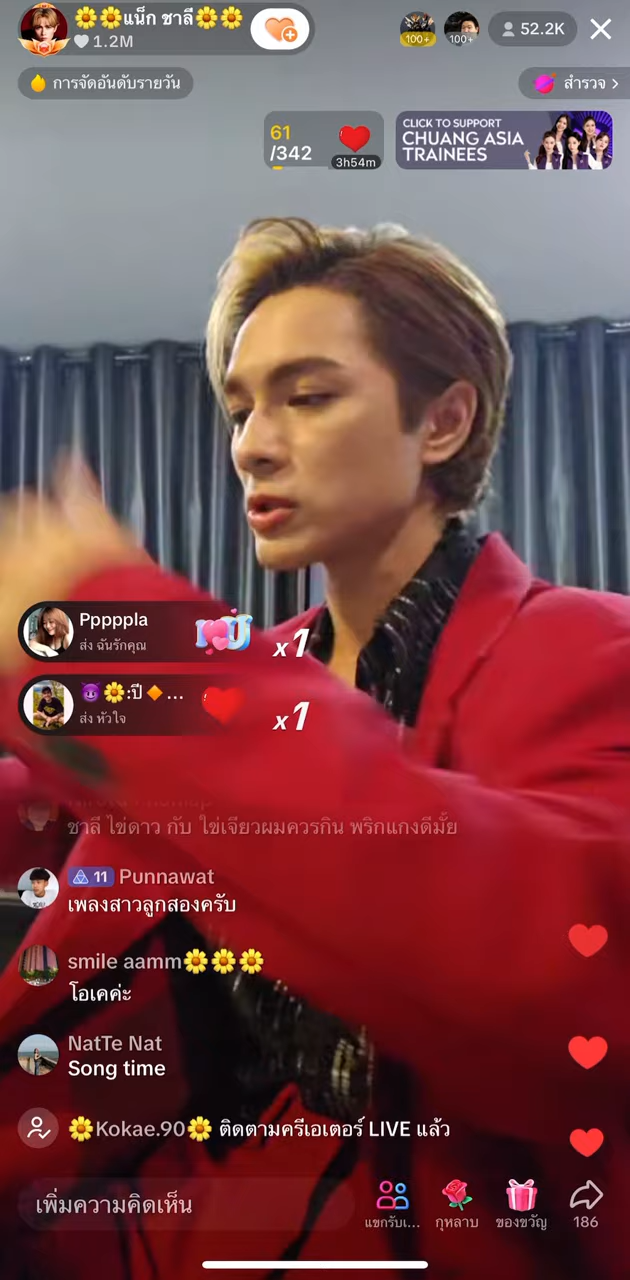 🌼🌼แน็ก ชาลี🌼🌼
1.2M
100+
100+
52.2K
การจัดอันดับรายวัน
สำรวจ
61
/342
3h54m
CLICK TO SUPPORT
CHUANG ASIA
TRAINEES
Pppppla
ส่ง ฉันรักคุณ
x1
😈🌼:ปี🔸...
ส่ง หัวใจ
x1
ชาลี ไข่ดาว กับ ไข่เจียวผมควรกิน พริกแกงดีมั้ย
11 Punnawat
เพลงสาวลูกสองครับ
smile aamm🌼🌼🌼
โอเคค่ะ
NatTe Nat
Song time
🌼Kokae.90🌼 ติดตามครีเอเตอร์ LIVE แล้ว
เพิ่มความคิดเห็น
แขกรับเ...
กุหลาบ
ของขวัญ
186